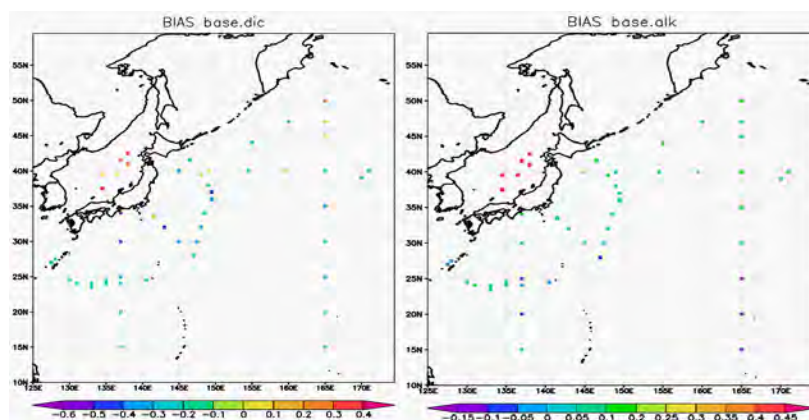 BIAS base.dic
BIAS base.alk
55N
50N
45N
40N
35N
30N
25N
20N
15N
10N
125E 130E 135E 140E 145E 150E 155E 160E 165E 170E
−0.6 −0.5 −0.4 −0.3 −0.2 −0.1 0 0.1 0.2 0.3 0.4
55N
50N
45N
40N
35N
30N
25N
20N
15N
10N
125E 130E 135E 140E 145E 150E 155E 160E 165E 170E
−0.15 −0.1 −0.05 0 0.05 0.1 0.15 0.2 0.25 0.3 0.35 0.4 0.45